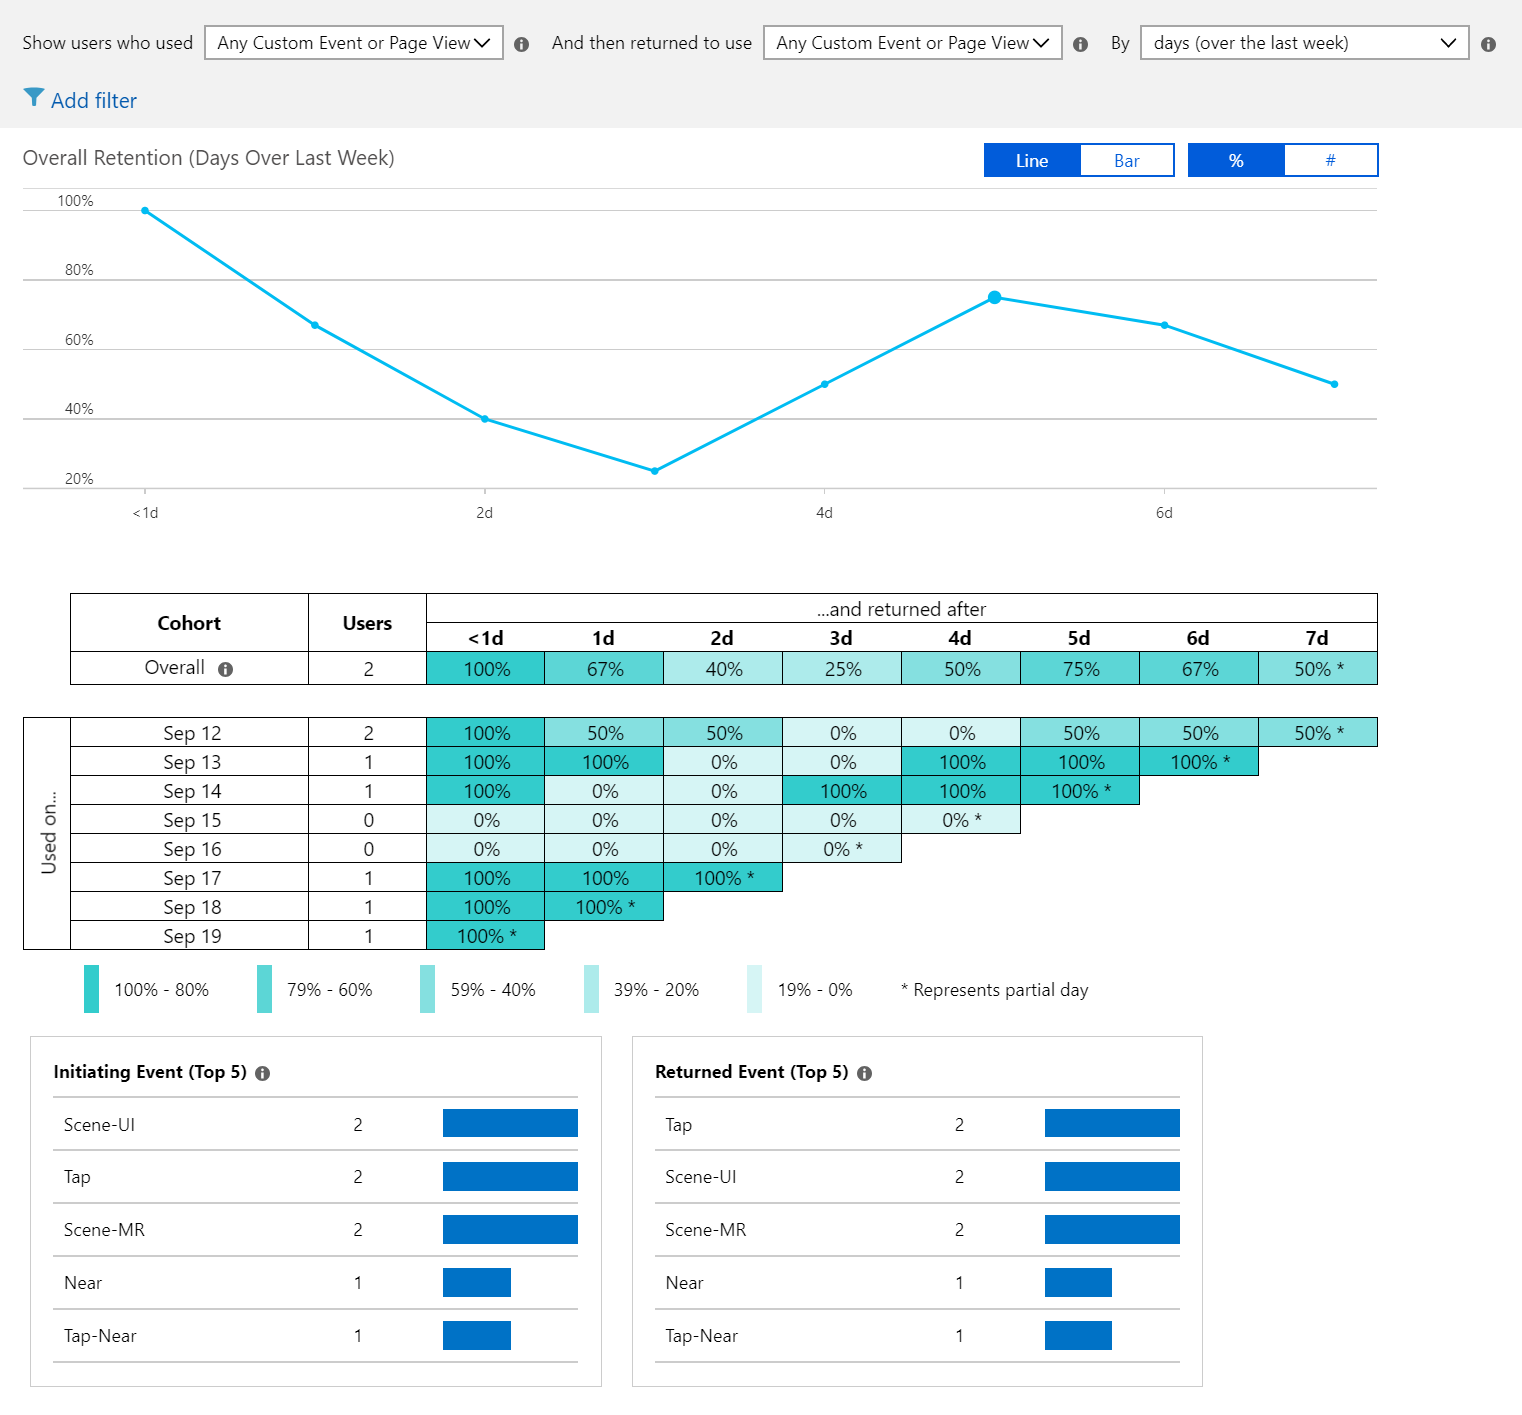 Show users who used Any Custom Event or Page View And then returned to use Any Custom Event or Page View By days (over the last week)
Add filter
Overall Retention (Days Over Last Week) Line Bar % #
100%
80%
60%
40%
20%
<1d 2d 4d 6d
Cohort Users ...and returned after
<1d 1d 2d 3d 4d 5d 6d 7d
Overall 2 100% 67% 40% 25% 50% 75% 67% 50% *
Used on...
Sep 12 2 100% 50% 50% 0% 0% 50% 50% 50% *
Sep 13 1 100% 100% 0% 0% 100% 100% 100% *
Sep 14 1 100% 0% 0% 100% 100% 100% *
Sep 15 0 0% 0% 0% 0% 0% *
Sep 16 0 0% 0% 0% 0% *
Sep 17 1 100% 100% 100% *
Sep 18 1 100% 100% *
Sep 19 1 100% *
100% - 80% 79% - 60% 59% - 40% 39% - 20% 19% - 0% * Represents partial day
Initiating Event (Top 5)
Scene-UI 2
Tap 2
Scene-MR 2
Near 1
Tap-Near 1
Returned Event (Top 5)
Tap 2
Scene-UI 2
Scene-MR 2
Near 1
Tap-Near 1